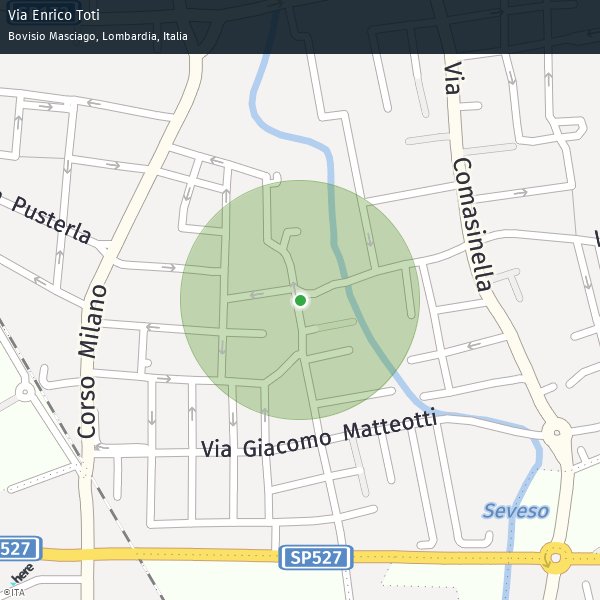 Via Enrico Toti
Bovisio Masciago, Lombardia, Italia
Via Comasinella
Pusterla
Corso Milano
Via Giacomo Matteotti
Seveso
527
SP527
here
©ITA